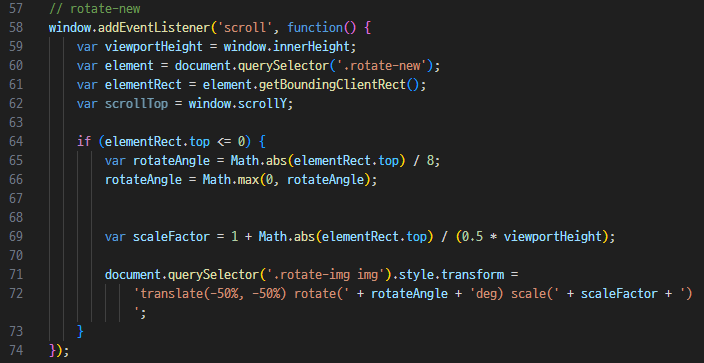 57 // rotate-new
58 window.addEventListener('scroll', function() {
59     var viewportHeight = window.innerHeight;
60     var element = document.querySelector('.rotate-new');
61     var elementRect = element.getBoundingClientRect();
62     var scrollTop = window.scrollY;
63
64     if (elementRect.top <= 0) {
65         var rotateAngle = Math.abs(elementRect.top) / 8;
66         rotateAngle = Math.max(0, rotateAngle);
67
68
69         var scaleFactor = 1 + Math.abs(elementRect.top) / (0.5 * viewportHeight);
70
71         document.querySelector('.rotate-img img').style.transform =
72             'translate(-50%, -50%) rotate(' + rotateAngle + 'deg) scale(' + scaleFactor + ')
            ';
73     }
74 });